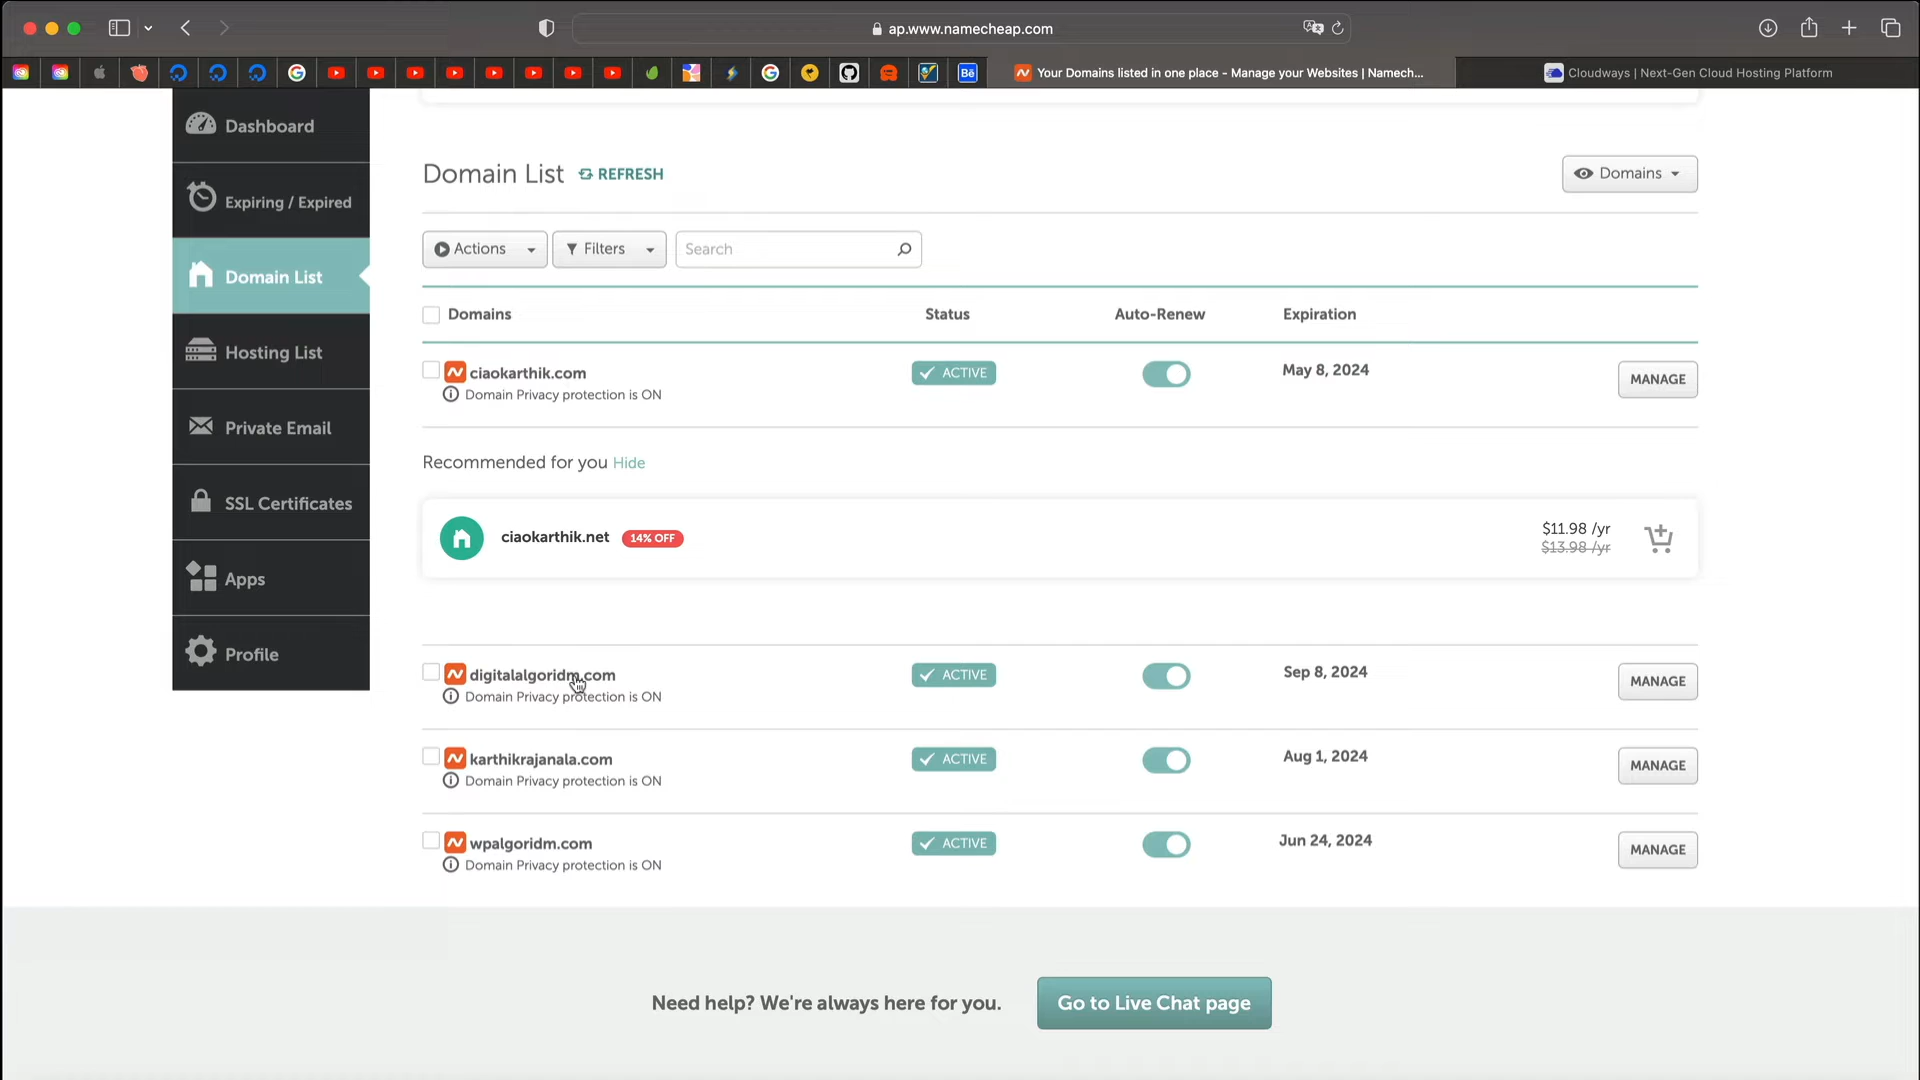 ap.www.namecheap.com
Your Domains listed in one place - Manage your Websites | Namech...
Cloudways | Next-Gen Cloud Hosting Platform
Dashboard
Expiring / Expired
Domain List
Hosting List
Private Email
SSL Certificates
Apps
Profile
Domain List REFRESH
Domains
Actions Filters Search
Domains Status Auto-Renew Expiration
ciaokarthik.com ACTIVE May 8, 2024 MANAGE
Domain Privacy protection is ON
Recommended for you Hide
ciaokarthik.net 14% OFF $11.98 /yr
$13.98 /yr
digitalalgoridm.com ACTIVE Sep 8, 2024 MANAGE
Domain Privacy protection is ON
karthikrajanala.com ACTIVE Aug 1, 2024 MANAGE
Domain Privacy protection is ON
wpalgoridm.com ACTIVE Jun 24, 2024 MANAGE
Domain Privacy protection is ON
Need help? We're always here for you. Go to Live Chat page